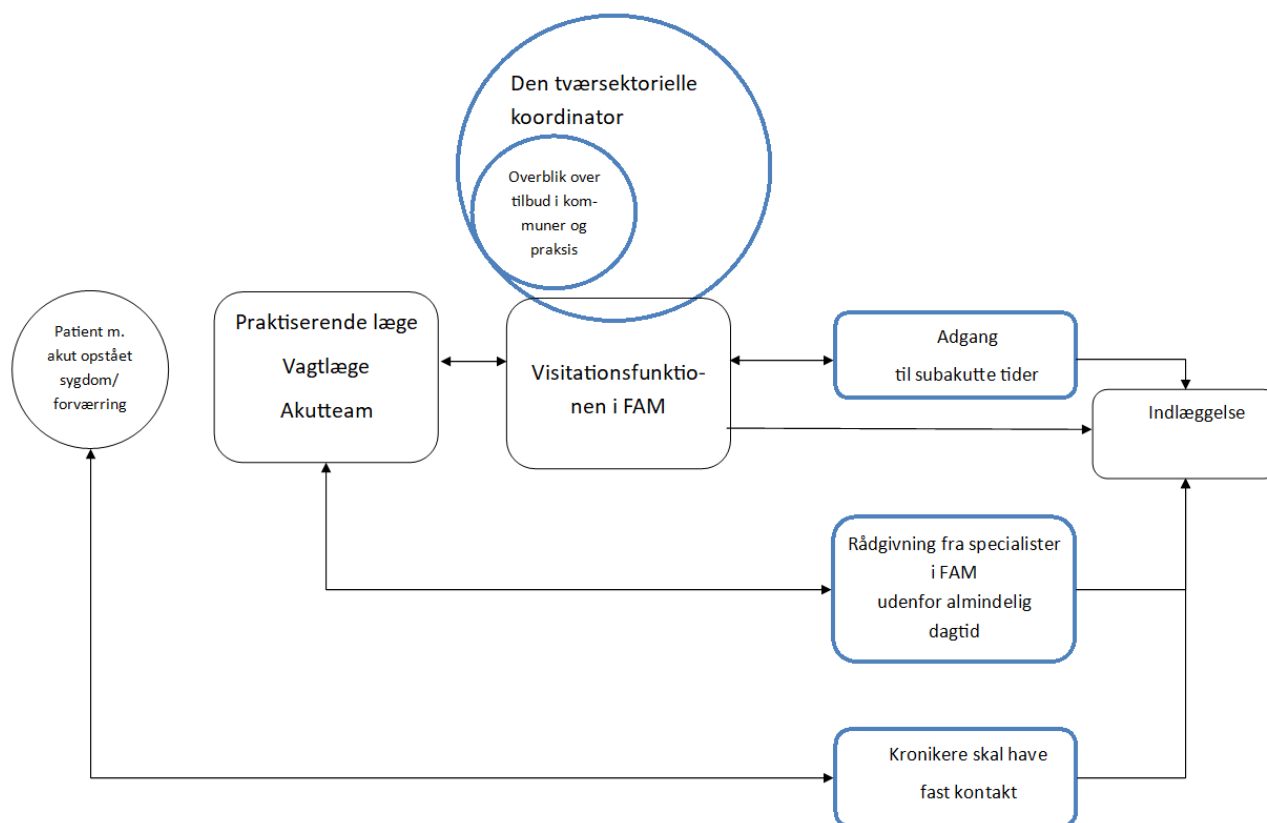 Den tværsektorielle
koordinator
Overblik over
tilbud i kom-
muner og
praksis
Patient m.
akut opstået
sygdom/
forværring
Praktiserende læge
Vagtlæge
Akutteam
Visitationsfunktio-
nen i FAM
Adgang
til subakutte tider
Indlæggelse
Rådgivning fra specialister
i FAM
udenfor almindelig
dagtid
Kronikere skal have
fast kontakt